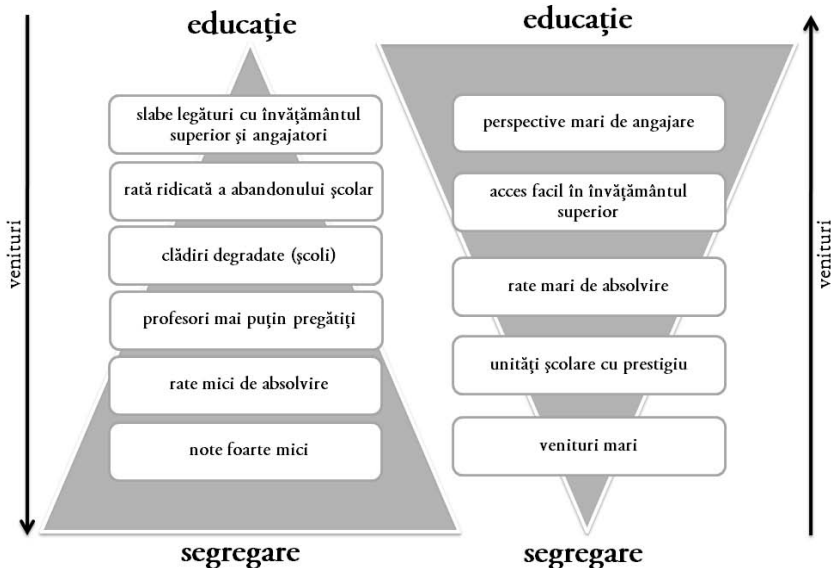 educație
slabe legături cu învățământul
superior și angajatori
rată ridicată a abandonului școlar
clădiri degradate (școli)
profesori mai puțin pregătiți
rate mici de absolvire
note foarte mici
segregare
venituri
educație
perspective mari de angajare
acces facil în învățământul
superior
rate mari de absolvire
unități școlare cu prestigiu
venituri mari
segregare
venituri